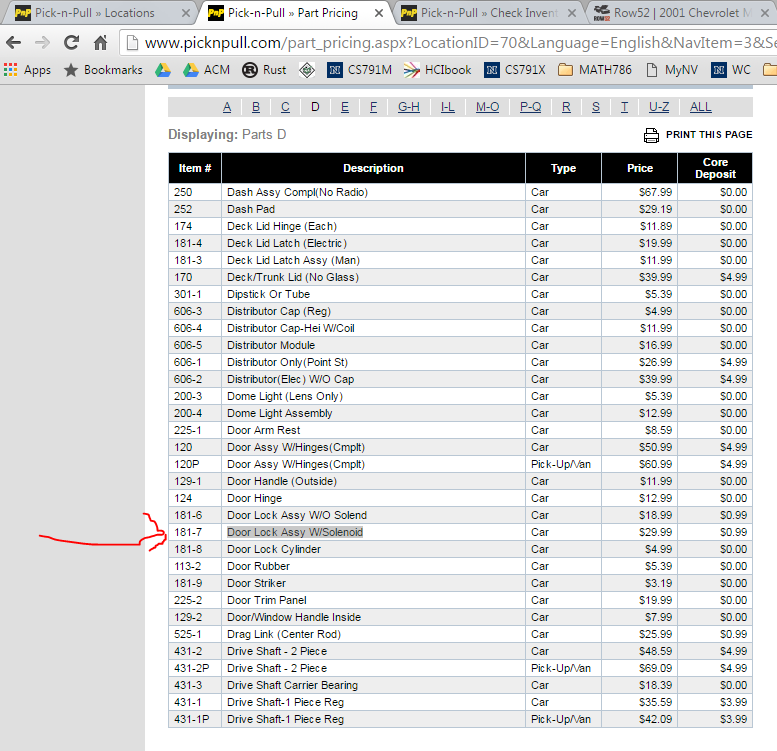 PnP Pick-n-Pull » Locations × PnP Pick-n-Pull » Part Pricing × PnP Pick-n-Pull » Check Invent × ROW52 Row52 | 2001 Chevrolet M ×
www.picknpull.com/part_pricing.aspx?LocationID=70&Language=English&NavItem=3&Se
Apps Bookmarks ACM Rust CS791M HCIbook CS791X MATH786 MyNV WC
A B C D E F G-H I-L M-O P-Q R S T U-Z ALL
Displaying: Parts D PRINT THIS PAGE
Item # Description Type Price Core Deposit
250 Dash Assy Compl(No Radio) Car $67.99 $0.00
252 Dash Pad Car $29.19 $0.00
174 Deck Lid Hinge (Each) Car $11.89 $0.00
181-4 Deck Lid Latch (Electric) Car $19.99 $0.00
181-3 Deck Lid Latch Assy (Man) Car $11.99 $0.00
170 Deck/Trunk Lid (No Glass) Car $39.99 $4.99
301-1 Dipstick Or Tube Car $5.39 $0.00
606-3 Distributor Cap (Reg) Car $4.99 $0.00
606-4 Distributor Cap-Hei W/Coil Car $11.99 $0.00
606-5 Distributor Module Car $16.99 $0.00
606-1 Distributor Only(Point St) Car $26.99 $4.99
606-2 Distributor(Elec) W/O Cap Car $39.99 $4.99
200-3 Dome Light (Lens Only) Car $5.39 $0.00
200-4 Dome Light Assembly Car $12.99 $0.00
225-1 Door Arm Rest Car $8.59 $0.00
120 Door Assy W/Hinges(Cmplt) Car $50.99 $4.99
120P Door Assy W/Hinges(Cmplt) Pick-Up/Van $60.99 $4.99
129-1 Door Handle (Outside) Car $11.99 $0.00
124 Door Hinge Car $12.99 $0.00
181-6 Door Lock Assy W/O Solend Car $18.99 $0.99
181-7 Door Lock Assy W/Solenoid Car $29.99 $0.99
181-8 Door Lock Cylinder Car $4.99 $0.00
113-2 Door Rubber Car $5.39 $0.00
181-9 Door Striker Car $3.19 $0.00
225-2 Door Trim Panel Car $19.99 $0.00
129-2 Door/Window Handle Inside Car $7.99 $0.00
525-1 Drag Link (Center Rod) Car $25.99 $0.99
431-2 Drive Shaft - 2 Piece Car $48.59 $4.99
431-2P Drive Shaft - 2 Piece Pick-Up/Van $69.09 $4.99
431-3 Drive Shaft Carrier Bearing Car $18.39 $0.00
431-1 Drive Shaft-1 Piece Reg Car $35.59 $3.99
431-1P Drive Shaft-1 Piece Reg Pick-Up/Van $42.09 $3.99